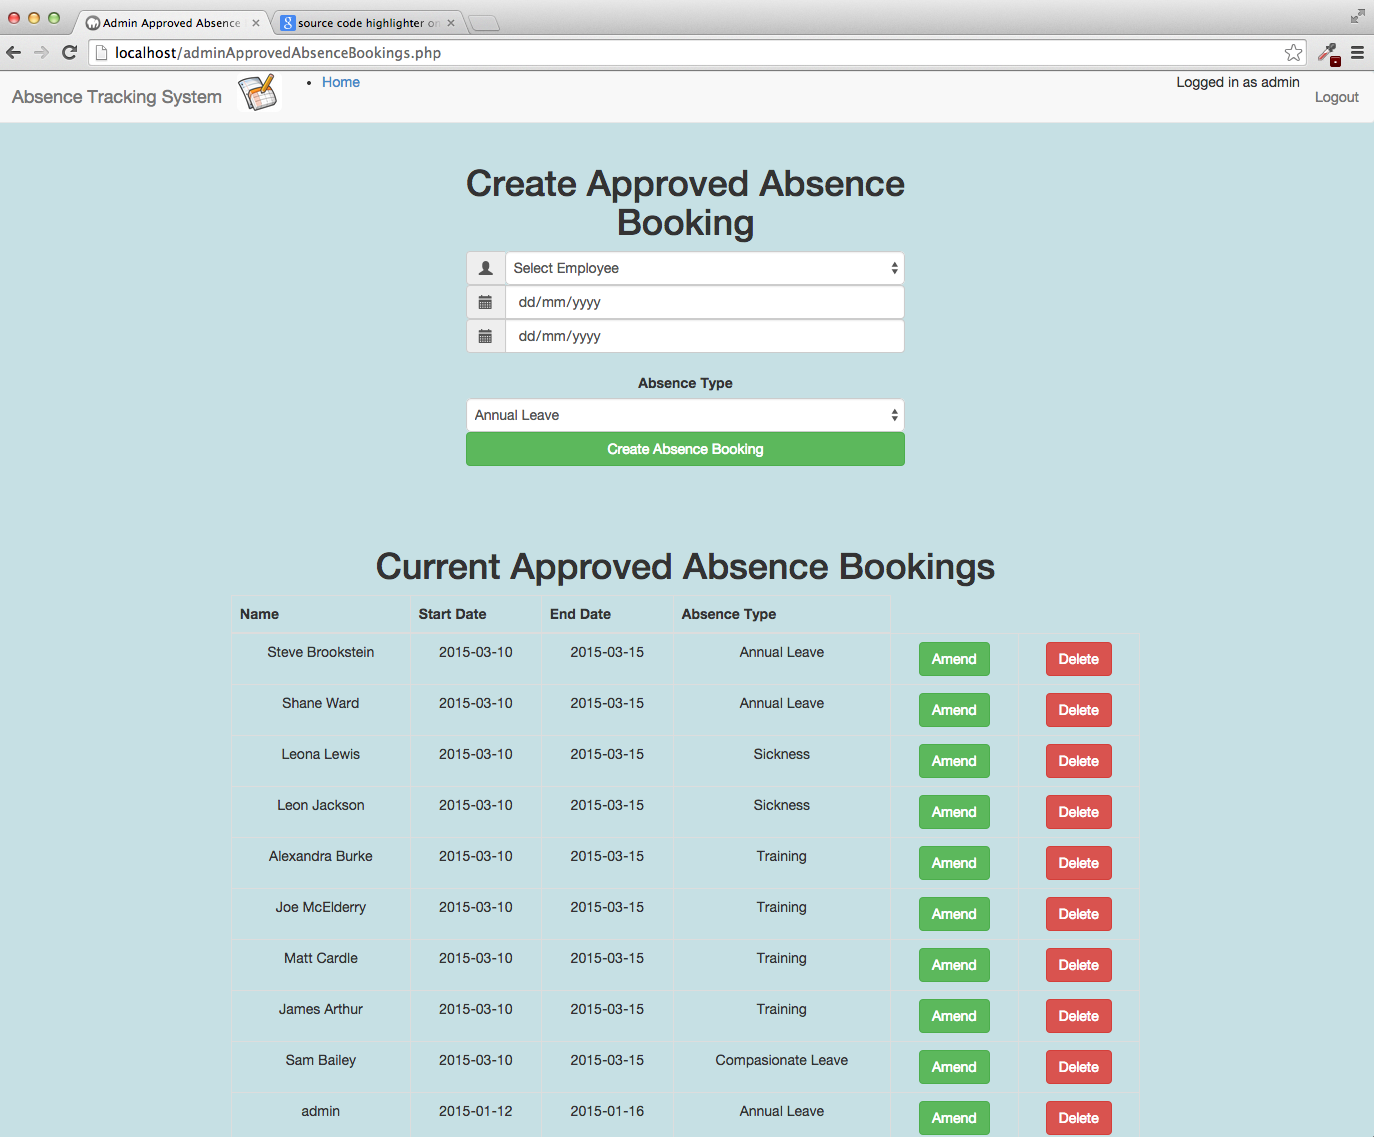 Admin Approved Absence
source code highlighter on
localhost/adminApprovedAbsenceBookings.php
Absence Tracking System
Home
Logged in as admin
Logout
Create Approved Absence
Booking
Select Employee
dd/mm/yyyy
dd/mm/yyyy
Absence Type
Annual Leave
Create Absence Booking
Current Approved Absence Bookings
Name Start Date End Date Absence Type
Steve Brookstein 2015-03-10 2015-03-15 Annual Leave Amend Delete
Shane Ward 2015-03-10 2015-03-15 Annual Leave Amend Delete
Leona Lewis 2015-03-10 2015-03-15 Sickness Amend Delete
Leon Jackson 2015-03-10 2015-03-15 Sickness Amend Delete
Alexandra Burke 2015-03-10 2015-03-15 Training Amend Delete
Joe McElderry 2015-03-10 2015-03-15 Training Amend Delete
Matt Cardle 2015-03-10 2015-03-15 Training Amend Delete
James Arthur 2015-03-10 2015-03-15 Training Amend Delete
Sam Bailey 2015-03-10 2015-03-15 Compasionate Leave Amend Delete
admin 2015-01-12 2015-01-16 Annual Leave Amend Delete